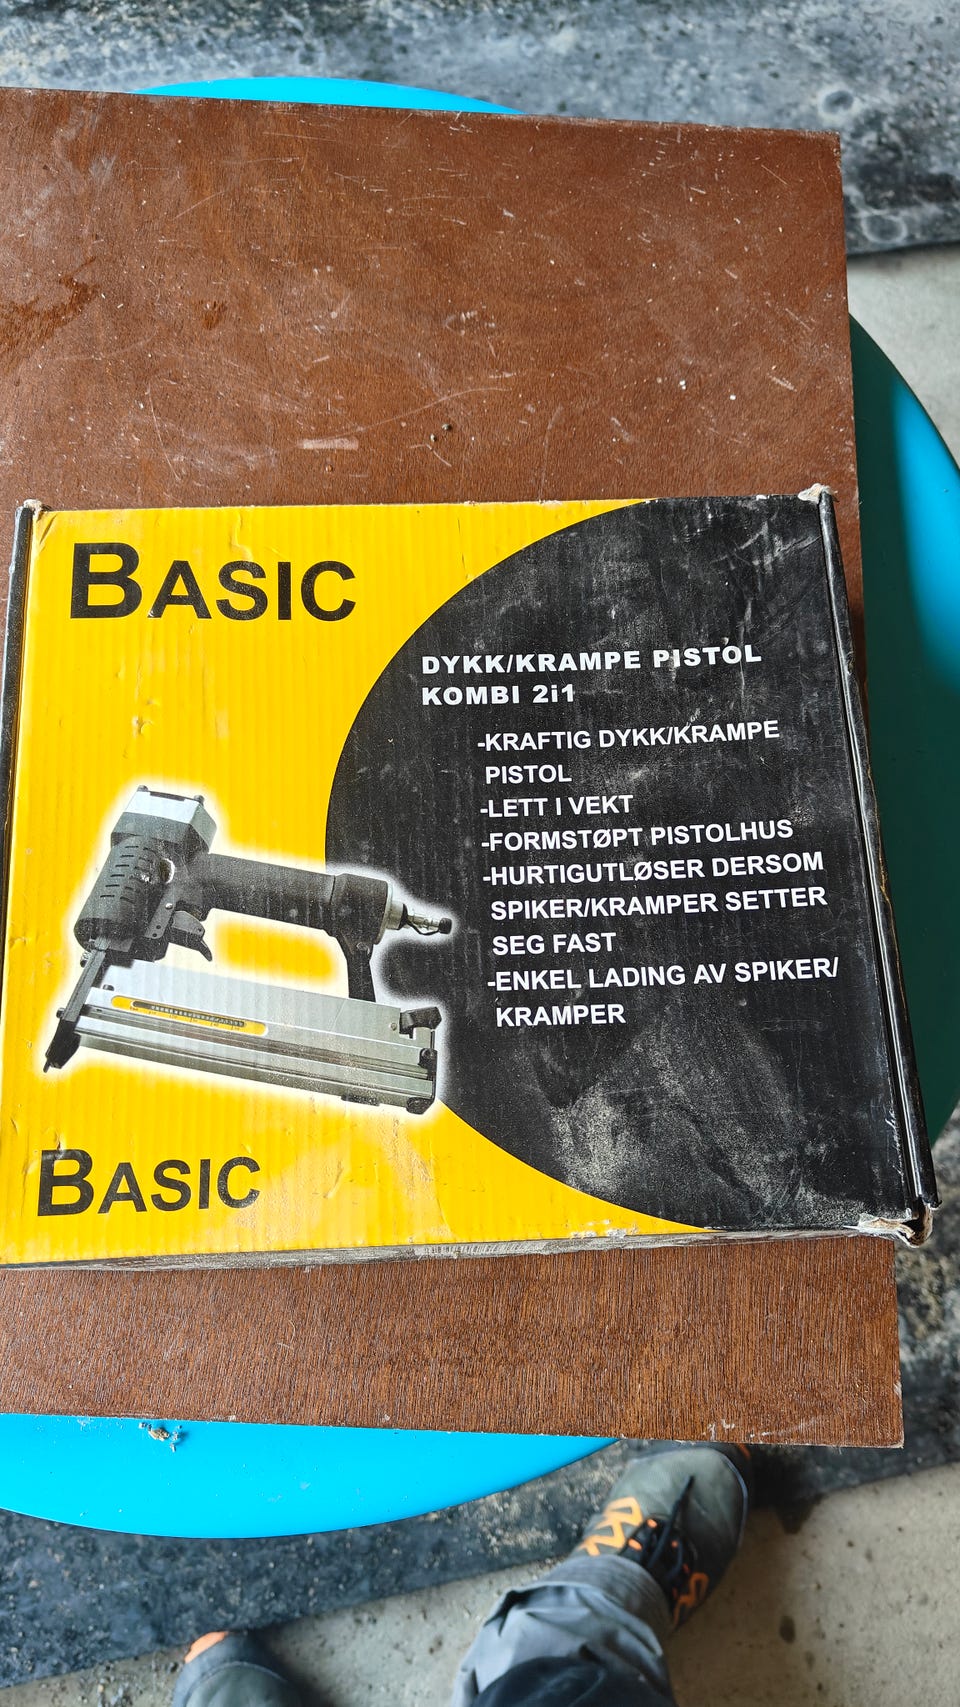 BASIC
DYKK/KRAMPE PISTOL
KOMBI 2i1
-KRAFTIG DYKK/KRAMPE
PISTOL
-LETT I VEKT
-FORMSTØPT PISTOLHUS
-HURTIGUTLØSER DERSOM
SPIKER/KRAMPER SETTER
SEG FAST
-ENKEL LADING AV SPIKER/
KRAMPER
BASIC